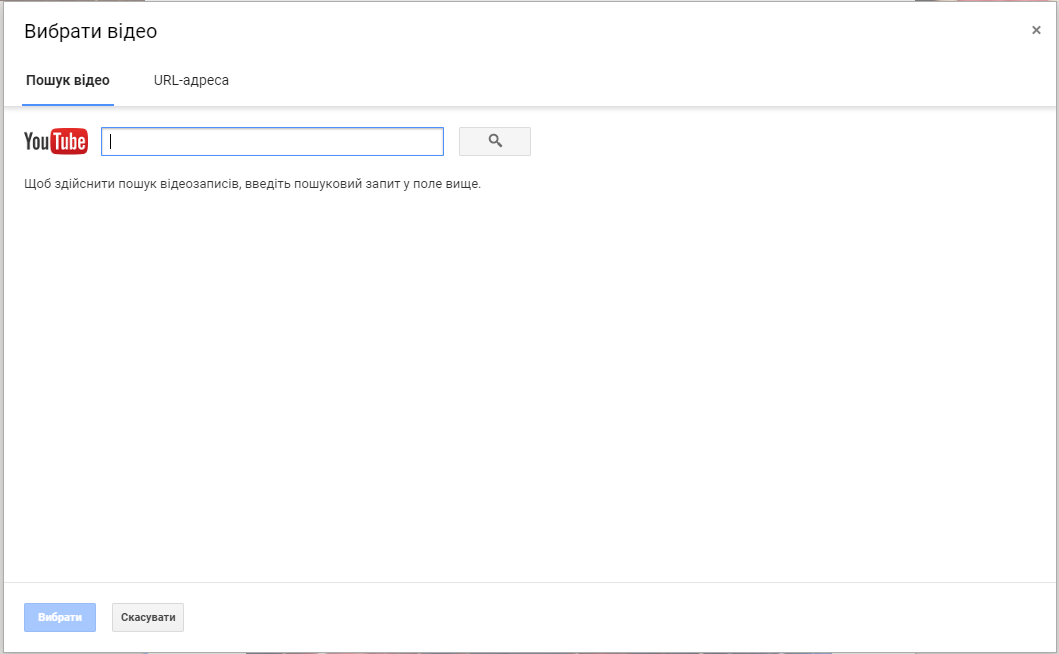 Вибрати відео
×
Пошук відео URL-адреса
YouTube
Щоб здійснити пошук відеозаписів, введіть пошуковий запит у поле вище.
Вибрати Скасувати